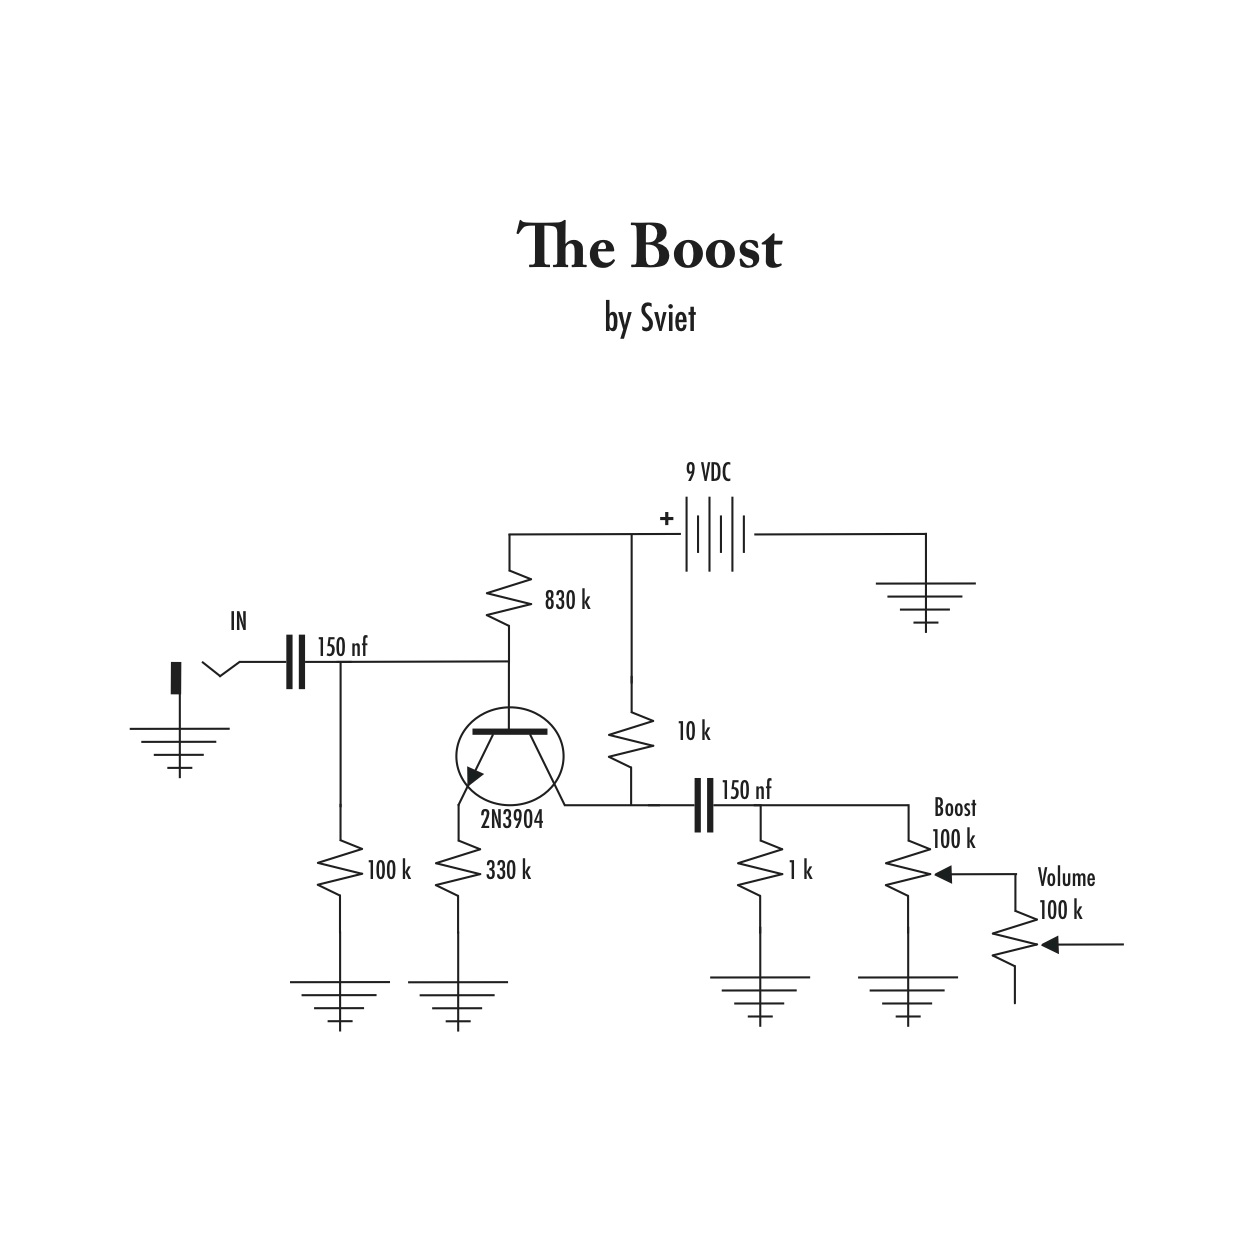 The Boost
by Sviet
9 VDC
+
830 k
IN
150 nf
10 k
150 nf
2N3904
Boost
100 k
100 k
330 k
1 k
Volume
100 k